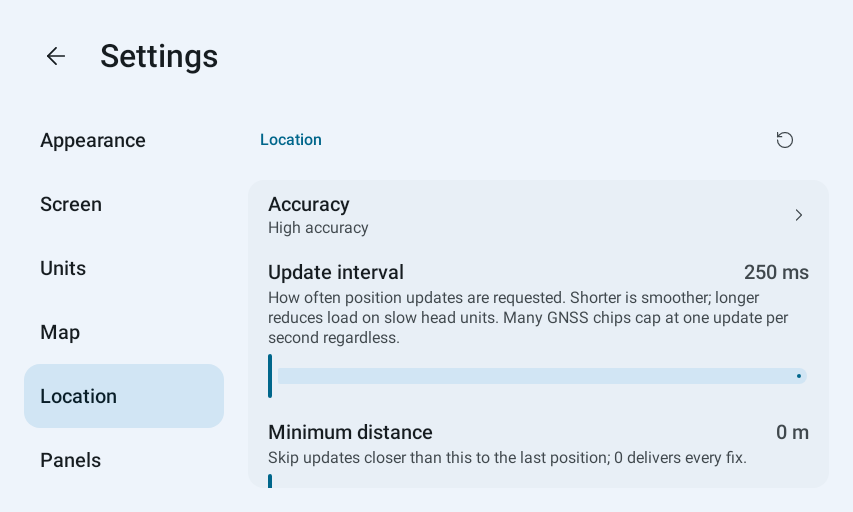 Settings
Appearance
Screen
Units
Map
Location
Panels
Location
Accuracy
High accuracy
Update interval
250 ms
How often position updates are requested. Shorter is smoother; longer
reduces load on slow head units. Many GNSS chips cap at one update per
second regardless.
Minimum distance
0 m
Skip updates closer than this to the last position; 0 delivers every fix.